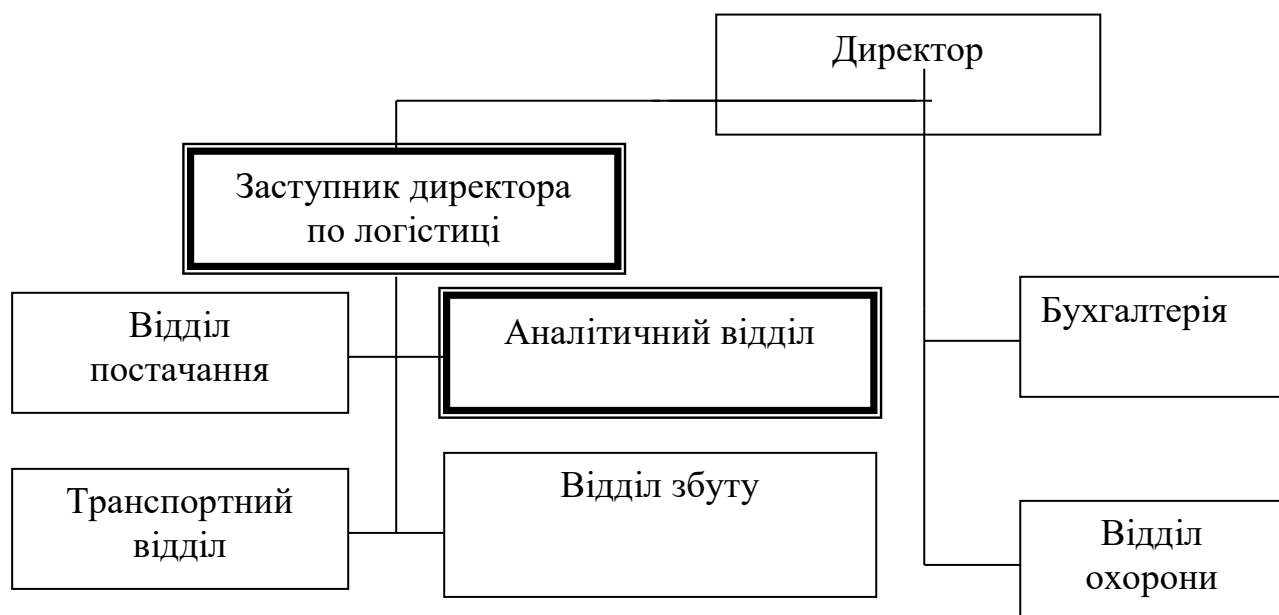 Директор
Заступник директора
по логістиці
Відділ
постачання
Аналітичний відділ
Бухгалтерія
Транспортний
відділ
Відділ збуту
Відділ
охорони